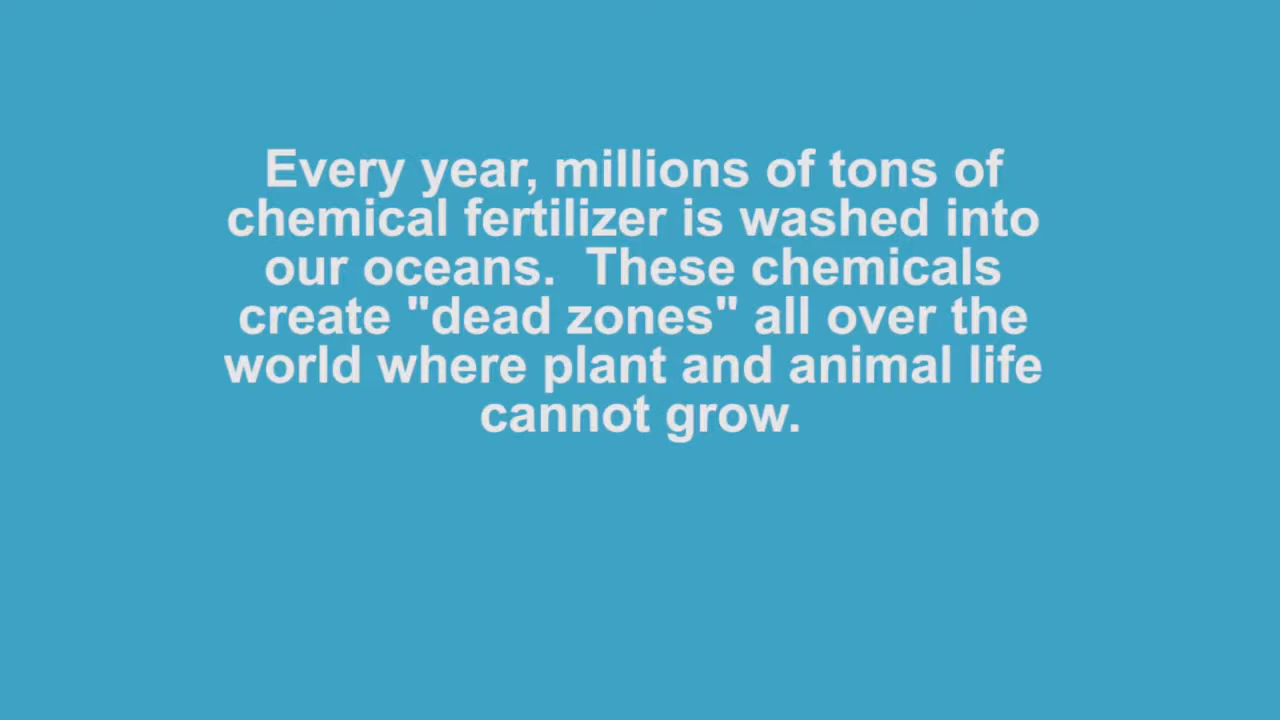 Every year, millions of tons of
chemical fertilizer is washed into
our oceans.  These chemicals
create "dead zones" all over the
world where plant and animal life
cannot grow.